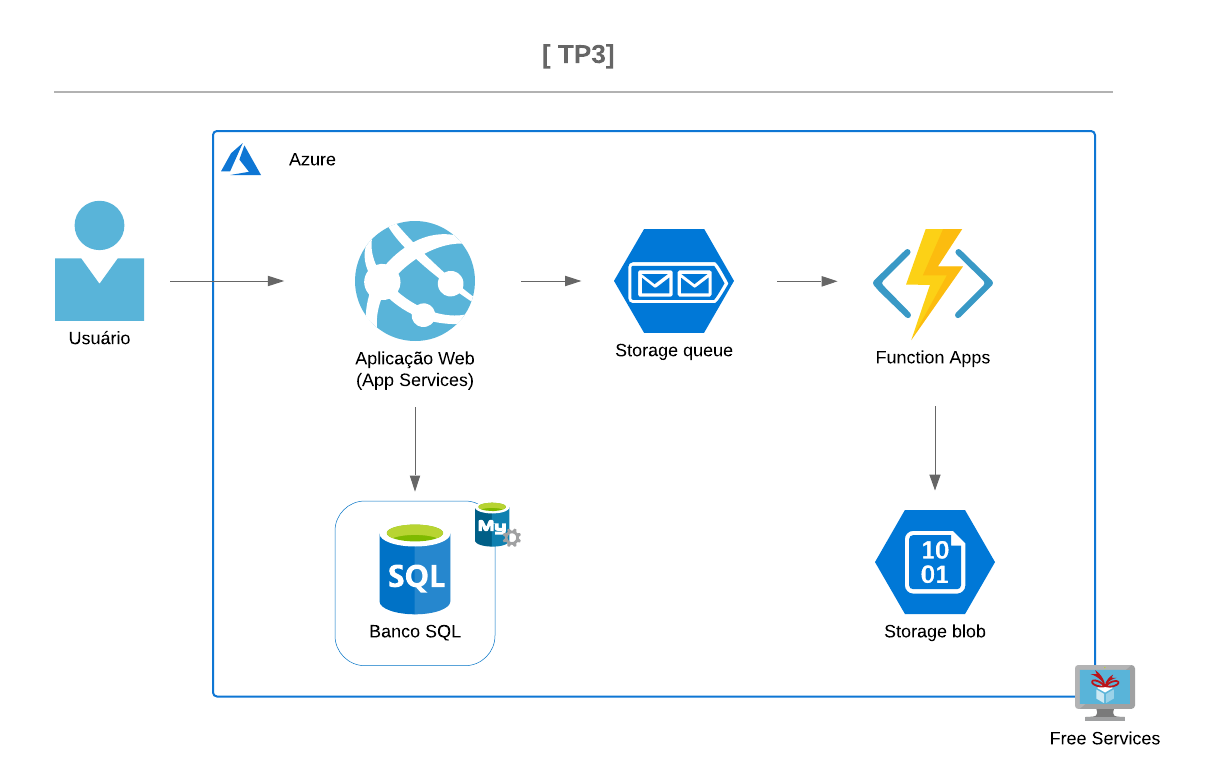 [ TP3]
Azure
Usuário
Aplicação Web
(App Services)
Storage queue
Function Apps
My
SQL
Banco SQL
10
01
Storage blob
Free Services